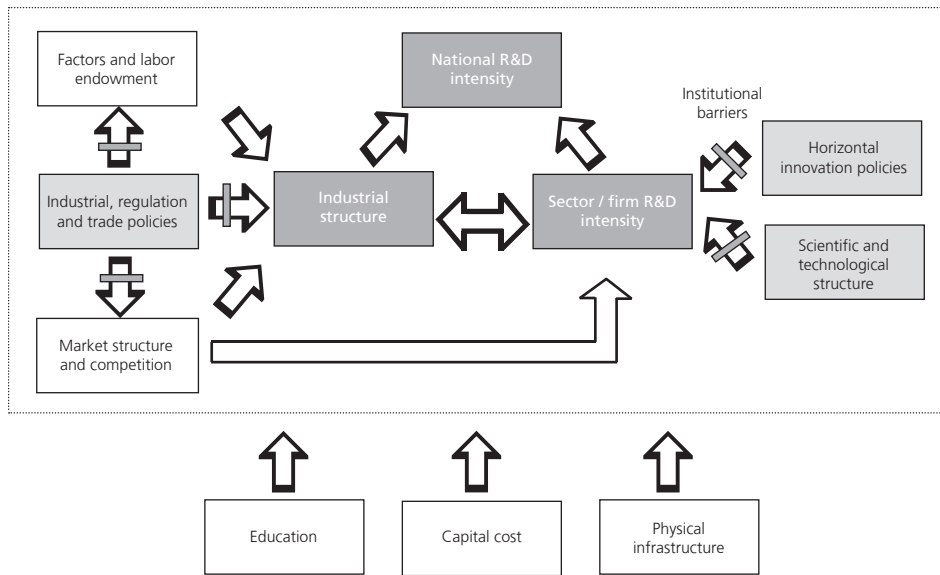 Factors and labor
endowment
National R&D
intensity
Institutional
barriers
Horizontal
innovation policies
Industrial, regulation
and trade policies
Industrial
structure
Sector / firm R&D
intensity
Scientific and
technological
structure
Market structure
and competition
Education
Capital cost
Physical
infrastructure